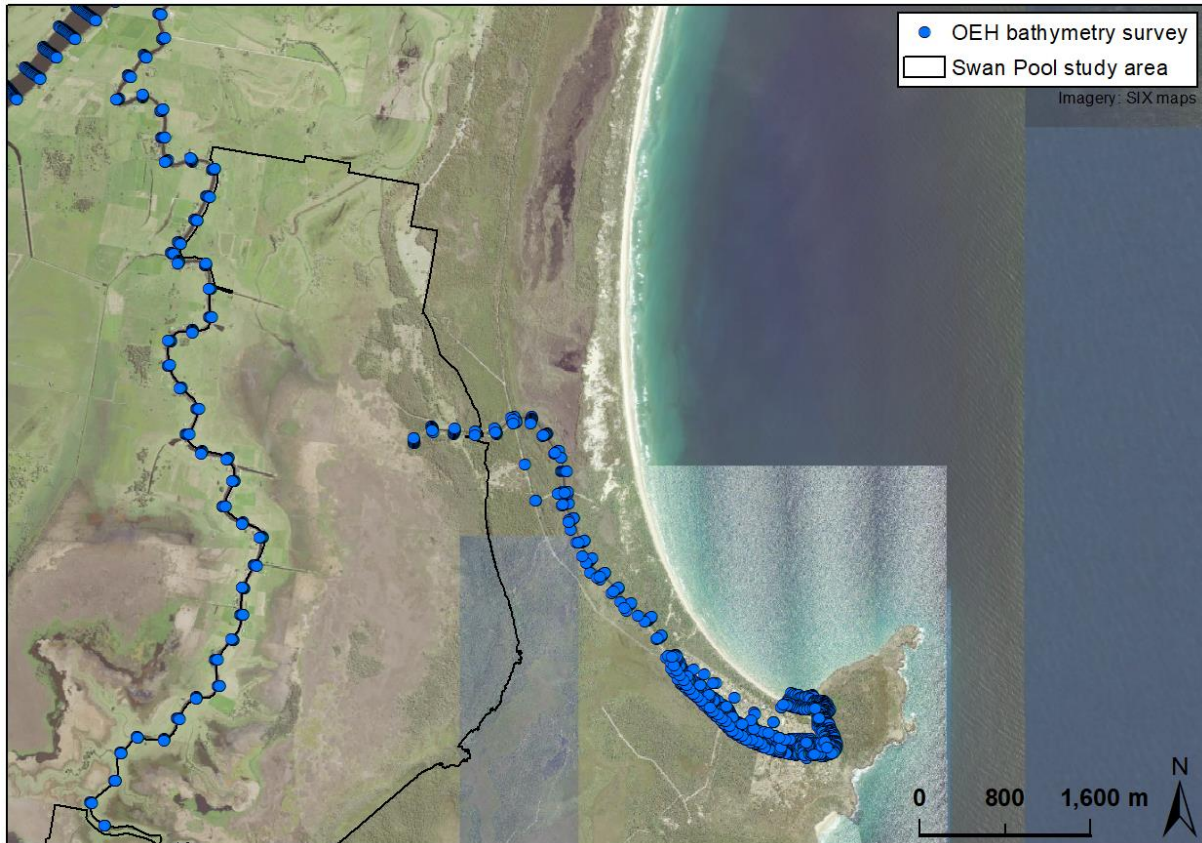 OEH bathymetry survey
Swan Pool study area
Imagery: SIX maps
N
0 800 1,600 m